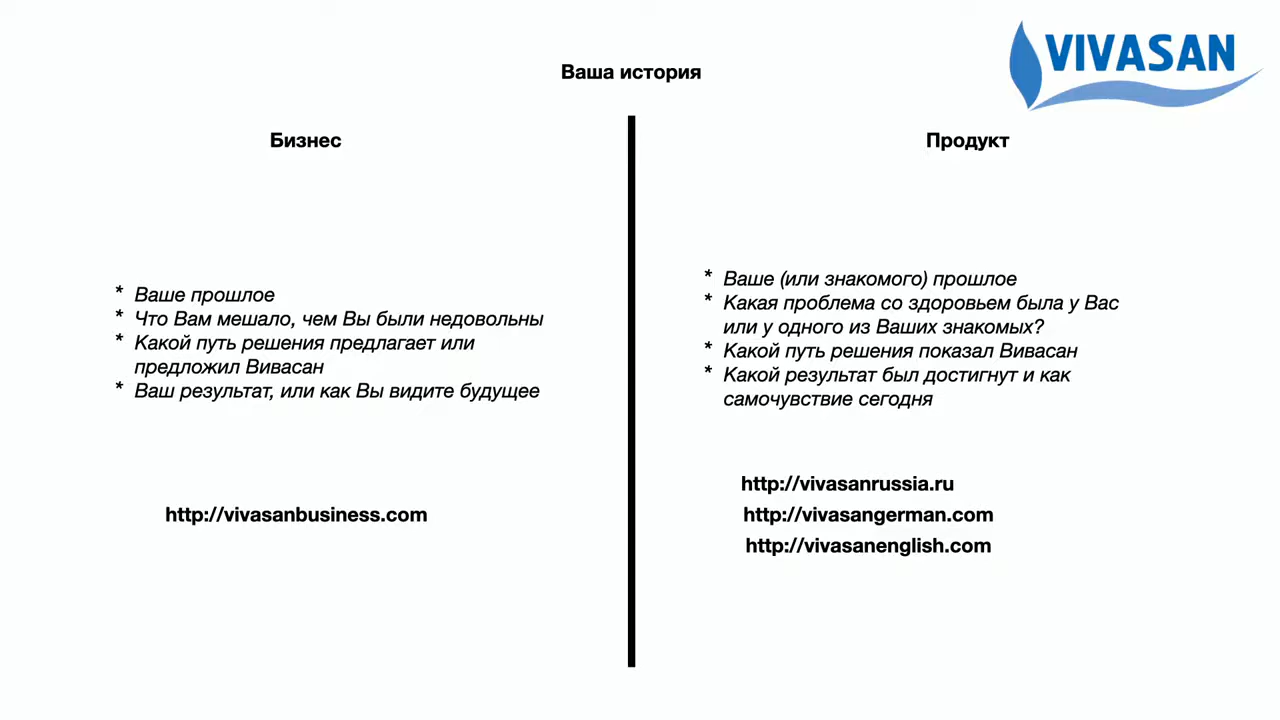 VIVASAN
Ваша история
Бизнес
* Ваше прошлое
* Что Вам мешало, чем Вы были недовольны
* Какой путь решения предлагает или
предложил Вивасан
* Ваш результат, или как Вы видите будущее
http://vivasanbusiness.com
Продукт
* Ваше (или знакомого) прошлое
* Какая проблема со здоровьем была у Вас
или у одного из Ваших знакомых?
* Какой путь решения показал Вивасан
* Какой результат был достигнут и как
самочувствие сегодня
http://vivasanrussia.ru
http://vivasangerman.com
http://vivasanenglish.com